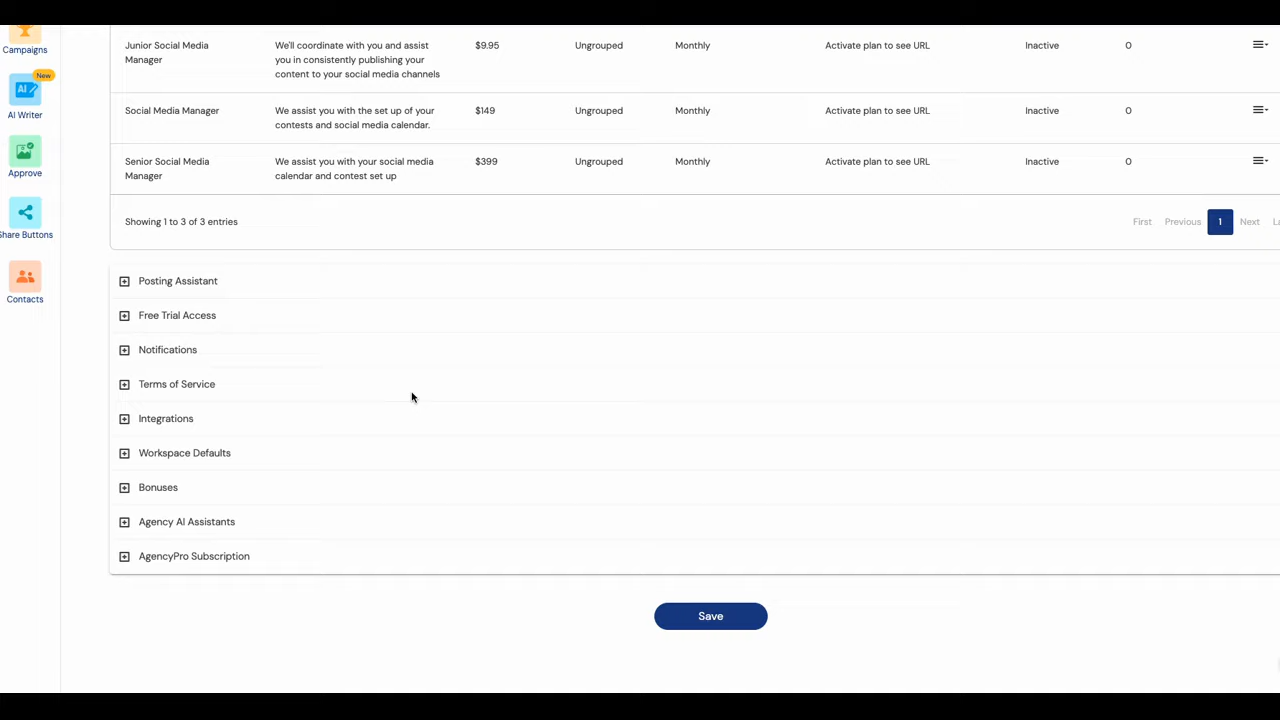 Campaigns
New
AI
AI Writer
Approve
Share Buttons
Contacts
Junior Social Media
Manager
We'll coordinate with you and assist
you in consistently publishing your
content to your social media channels
$9.95
Ungrouped
Monthly
Activate plan to see URL
Inactive
0
Social Media Manager
We assist you with the set up of your
contests and social media calendar.
$149
Ungrouped
Monthly
Activate plan to see URL
Inactive
0
Senior Social Media
Manager
We assist you with your social media
calendar and contest set up
$399
Ungrouped
Monthly
Activate plan to see URL
Inactive
0
Showing 1 to 3 of 3 entries
First Previous 1 Next
Posting Assistant
Free Trial Access
Notifications
Terms of Service
Integrations
Workspace Defaults
Bonuses
Agency AI Assistants
AgencyPro Subscription
Save